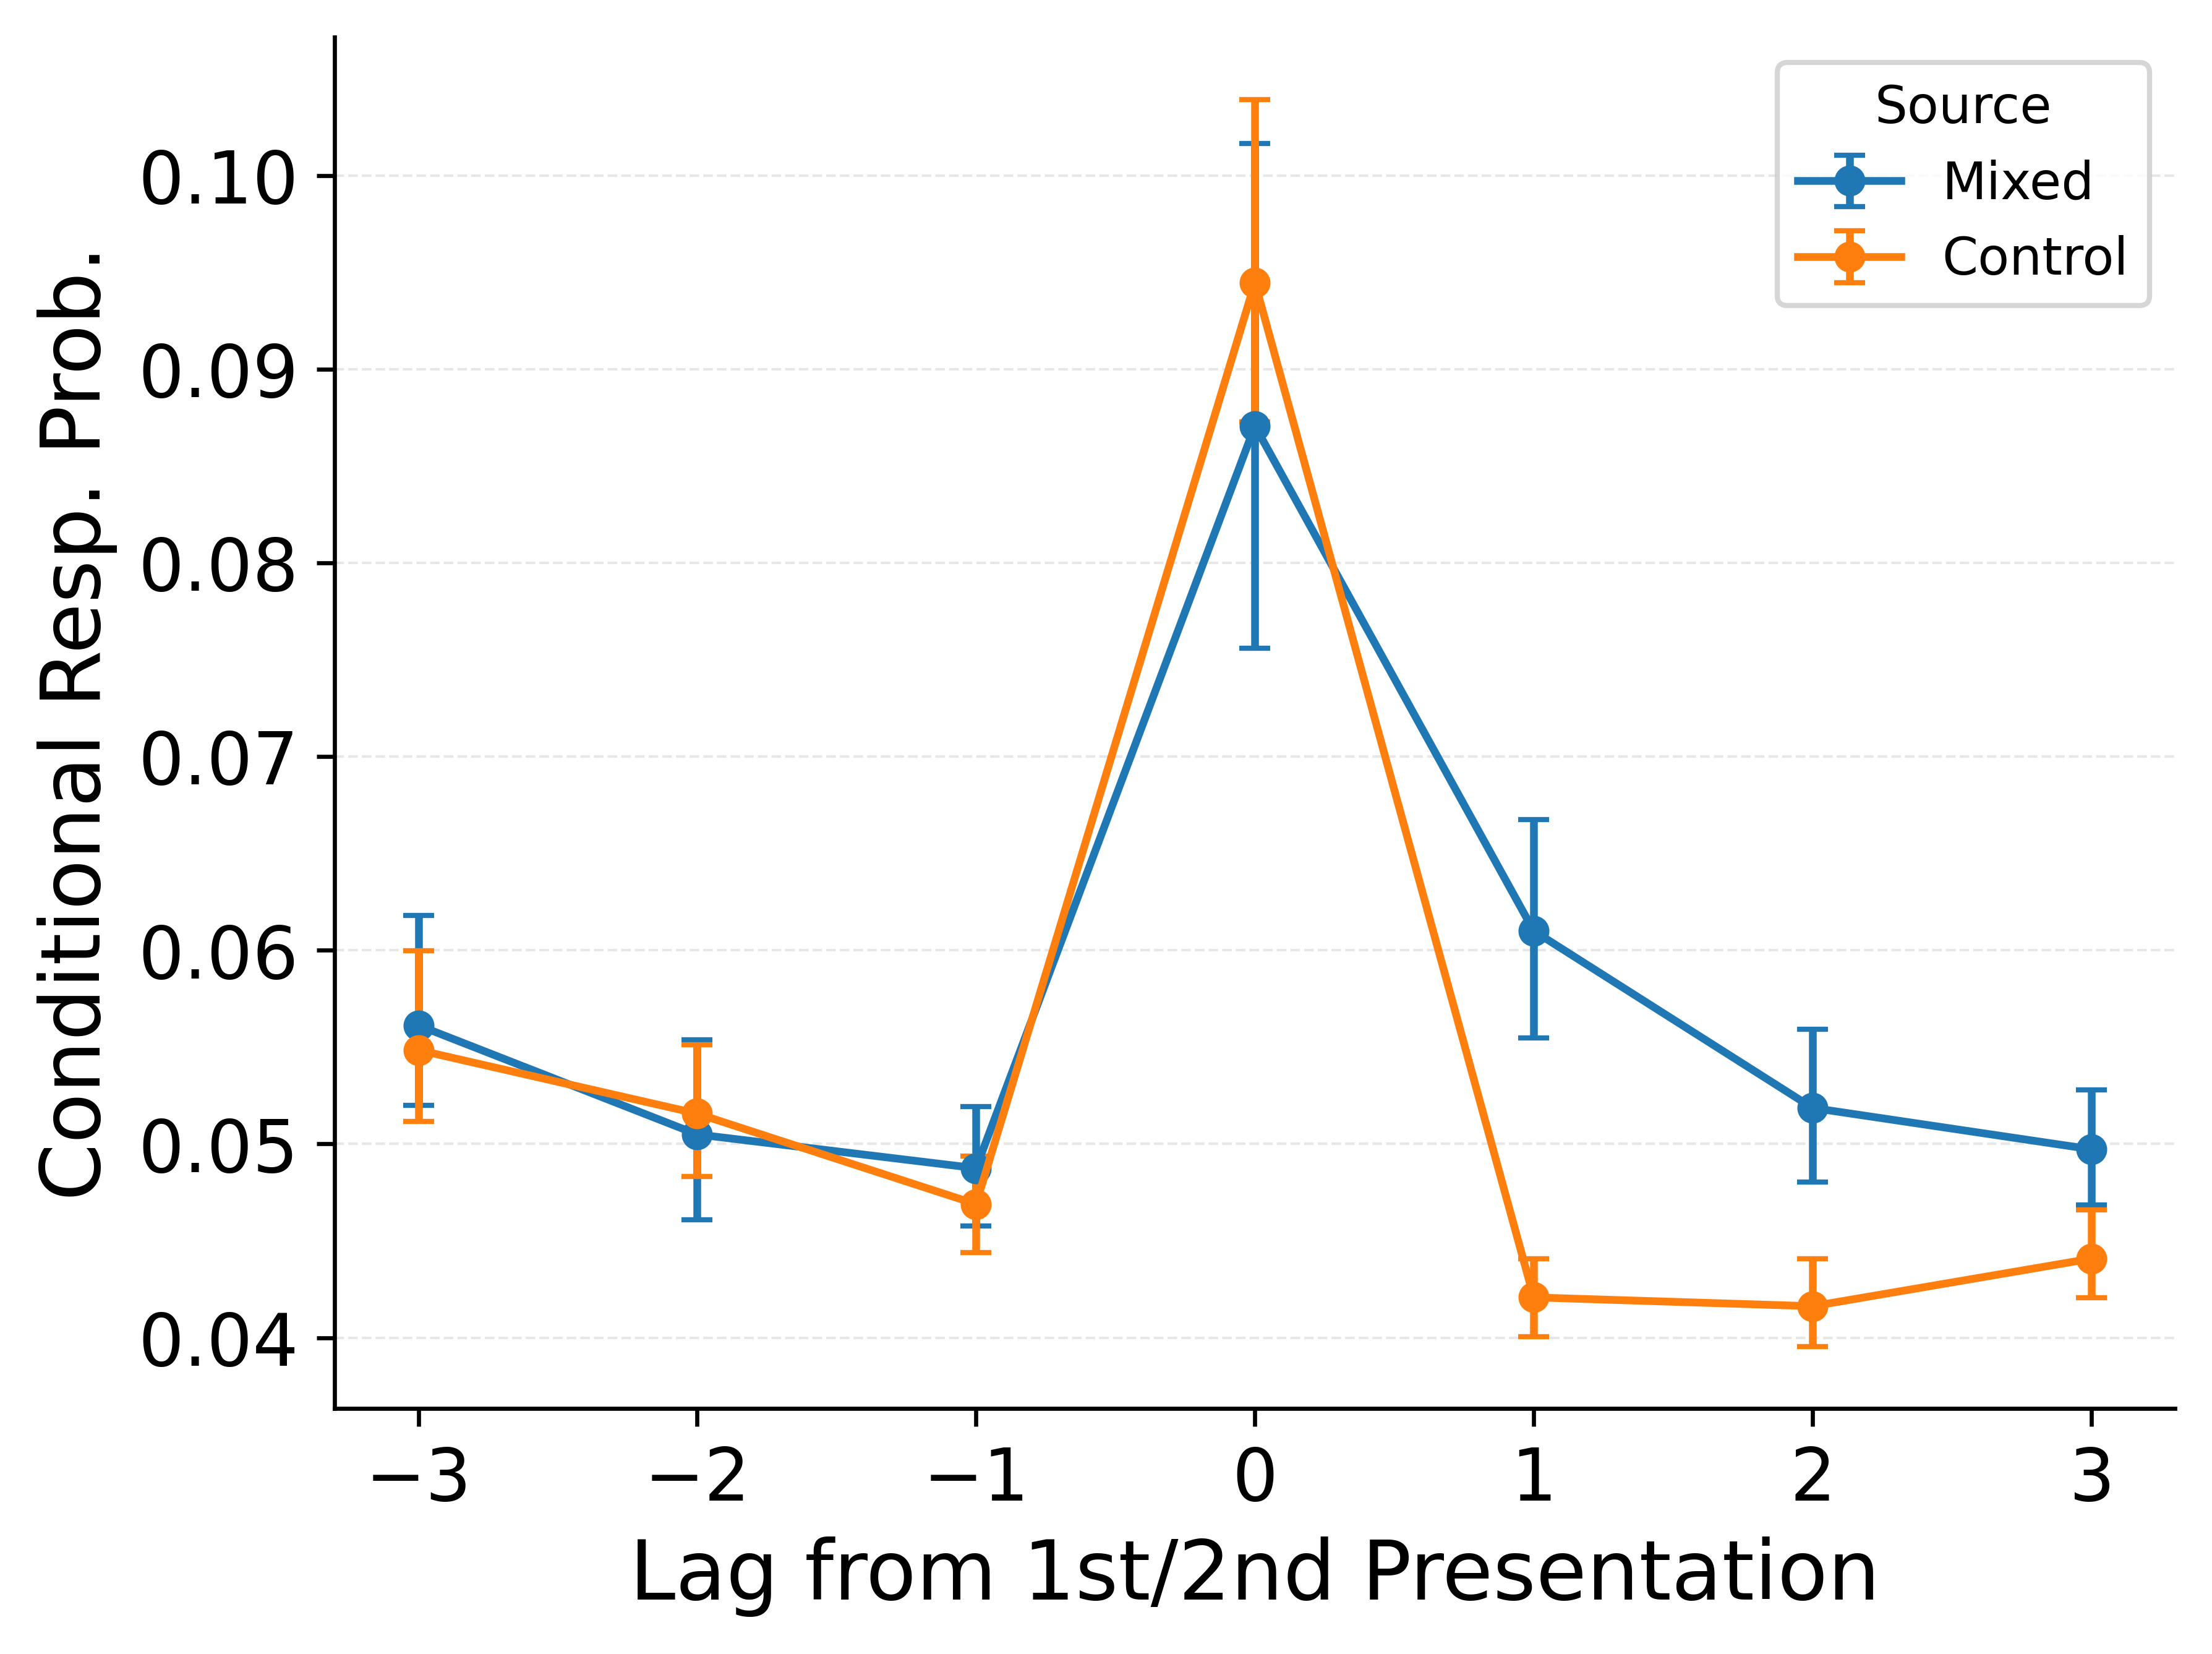 Conditional Resp. Prob.
0.10
0.09
0.08
0.07
0.06
0.05
0.04
Source
Mixed
Control
−3 −2 −1 0 1 2 3
Lag from 1st/2nd Presentation